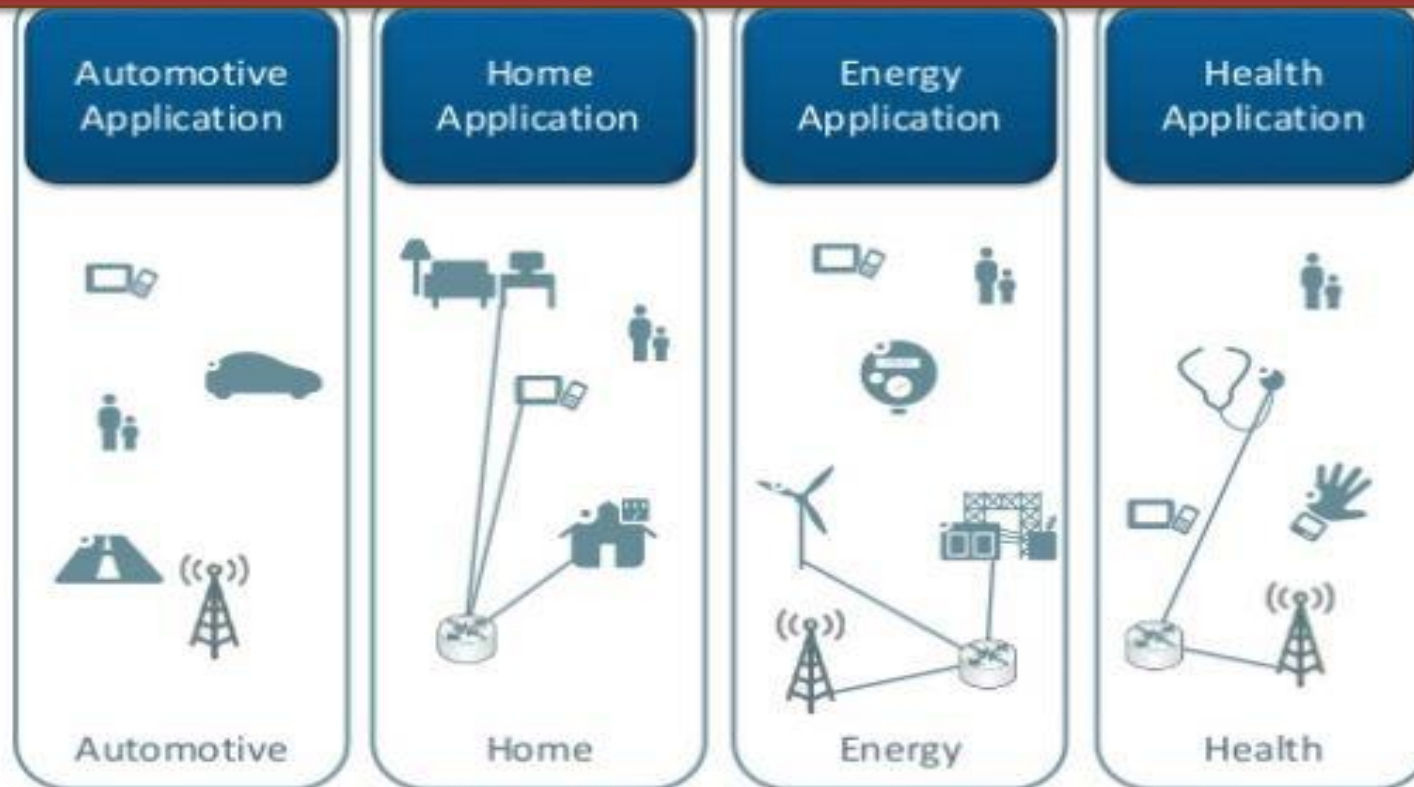 Automotive
Application
Home
Application
Energy
Application
Health
Application
Automotive
Home
Energy
Health